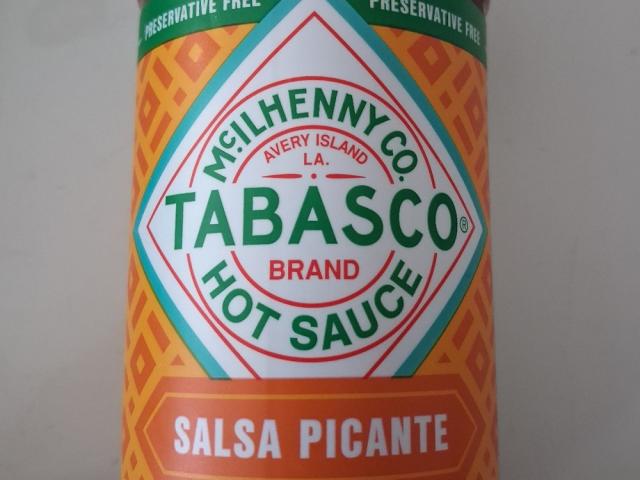 PRESERVATIVE FREE
PRESERVATIVE FREE
McILHENNY CO.
AVERY ISLAND
LA.
TABASCO®
BRAND
HOT SAUCE
SALSA PICANTE